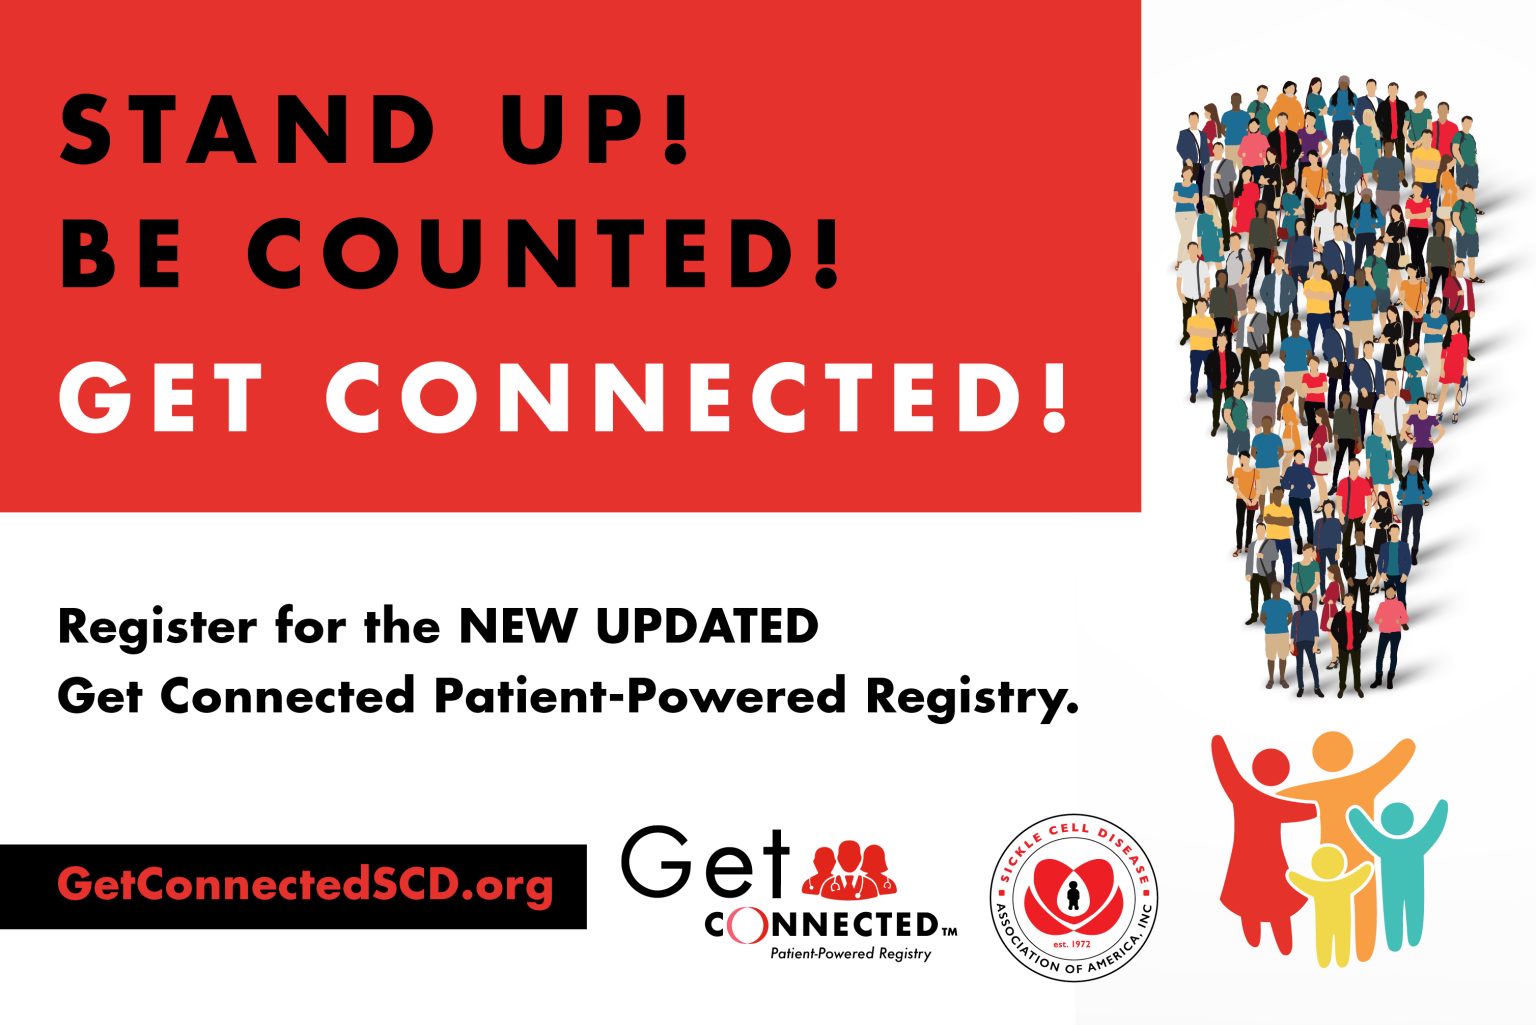 STAND UP!
BE COUNTED!
GET CONNECTED!
Register for the NEW UPDATED
Get Connected Patient-Powered Registry.
GetConnectedSCD.org
Get
CONNECTED™
Patient-Powered Registry
SICKLE CELL DISEASE
ASSOCIATION OF AMERICA, INC
est. 1972